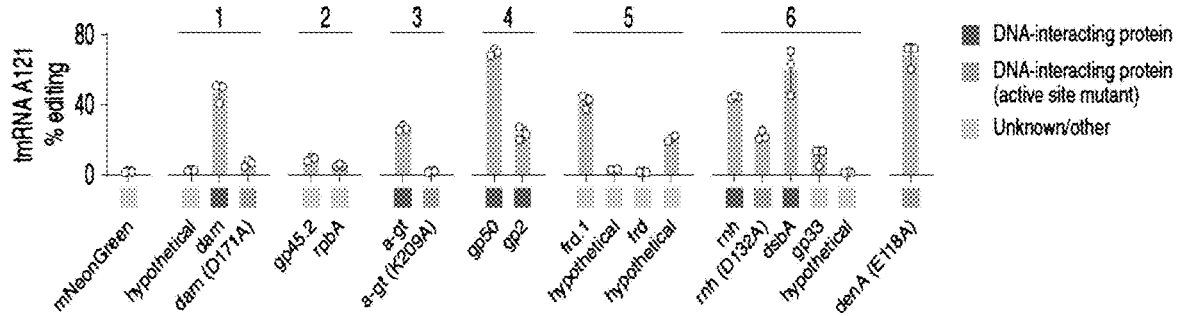 1 2 3 4 5 6
80
40
0
tmRNA A121
% editing
mNeonGreen
hypothetical
dam
dam (D171A)
gp45.2
rpbA
a-gt
a-gt (K209A)
gp50
gp2
frd.1
hypothetical
frd
hypothetical
rnh
rnh (D132A)
dsbA
gp33
hypothetical
denA (E118A)
DNA-interacting protein
DNA-interacting protein
(active site mutant)
Unknown/other